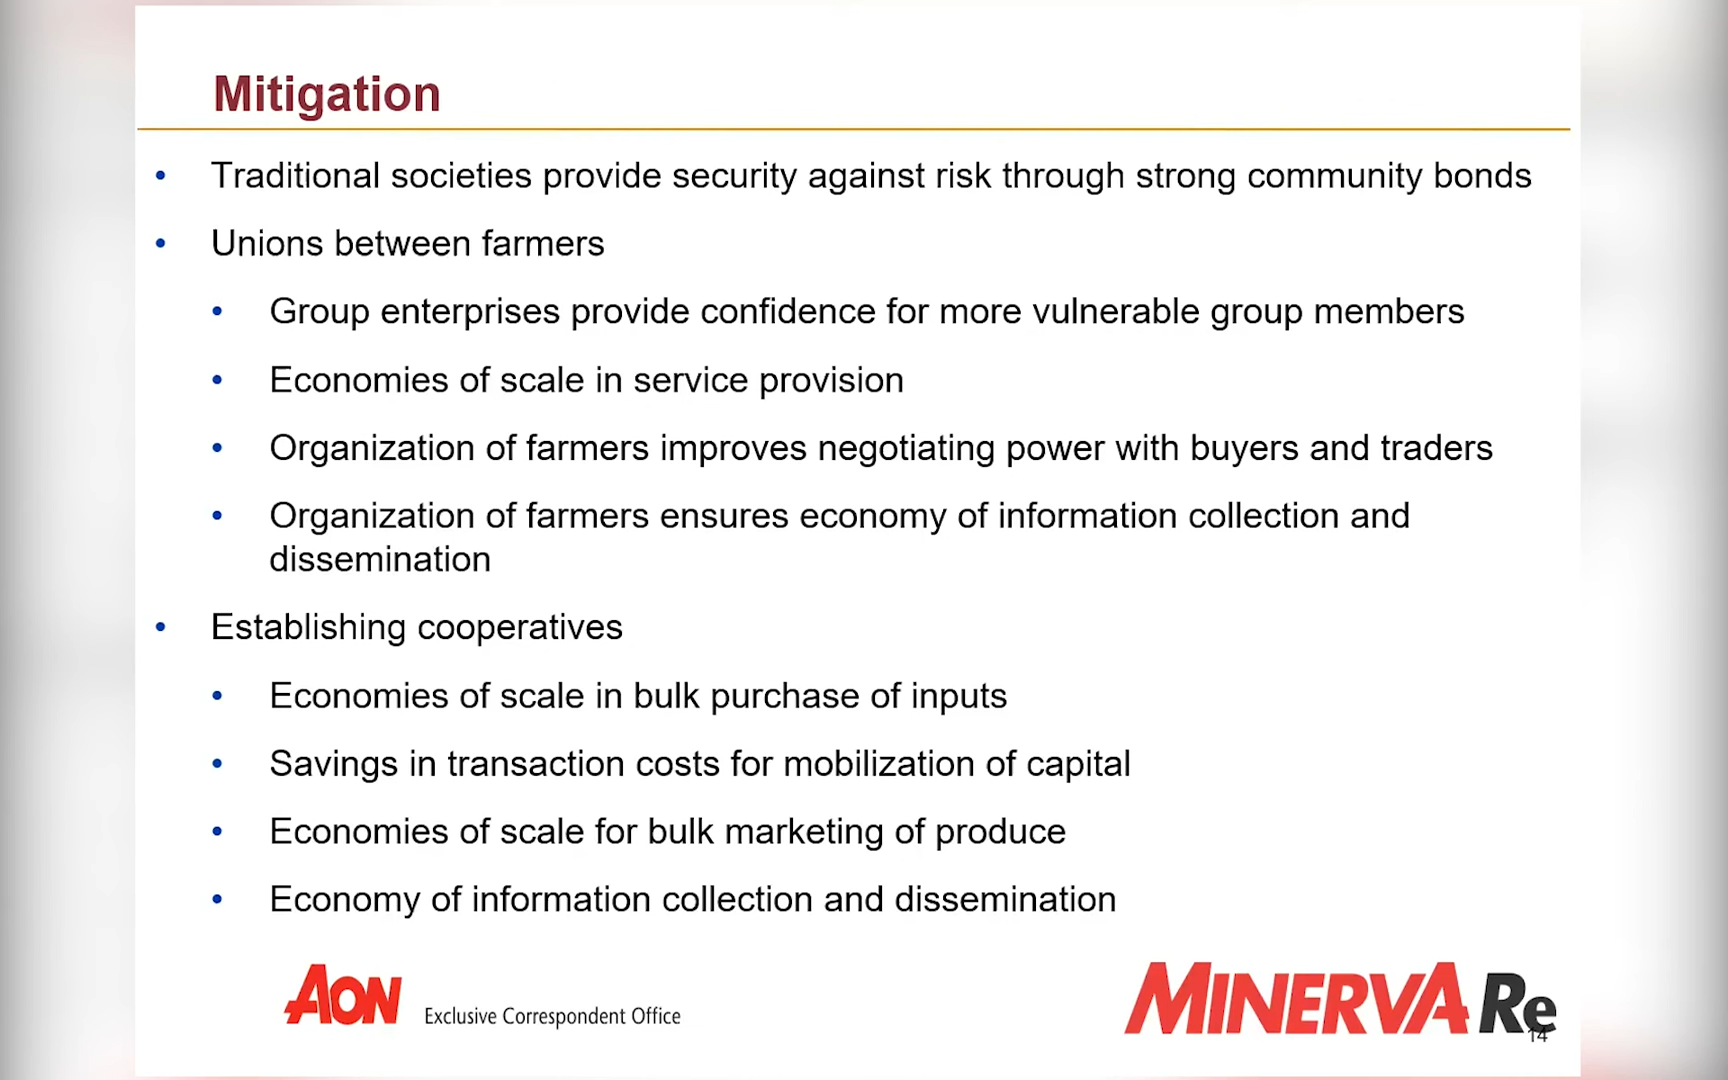 Mitigation
• Traditional societies provide security against risk through strong community bonds
• Unions between farmers
• Group enterprises provide confidence for more vulnerable group members
• Economies of scale in service provision
• Organization of farmers improves negotiating power with buyers and traders
• Organization of farmers ensures economy of information collection and
dissemination
• Establishing cooperatives
• Economies of scale in bulk purchase of inputs
• Savings in transaction costs for mobilization of capital
• Economies of scale for bulk marketing of produce
• Economy of information collection and dissemination
AON Exclusive Correspondent Office
MINERVA Re
14